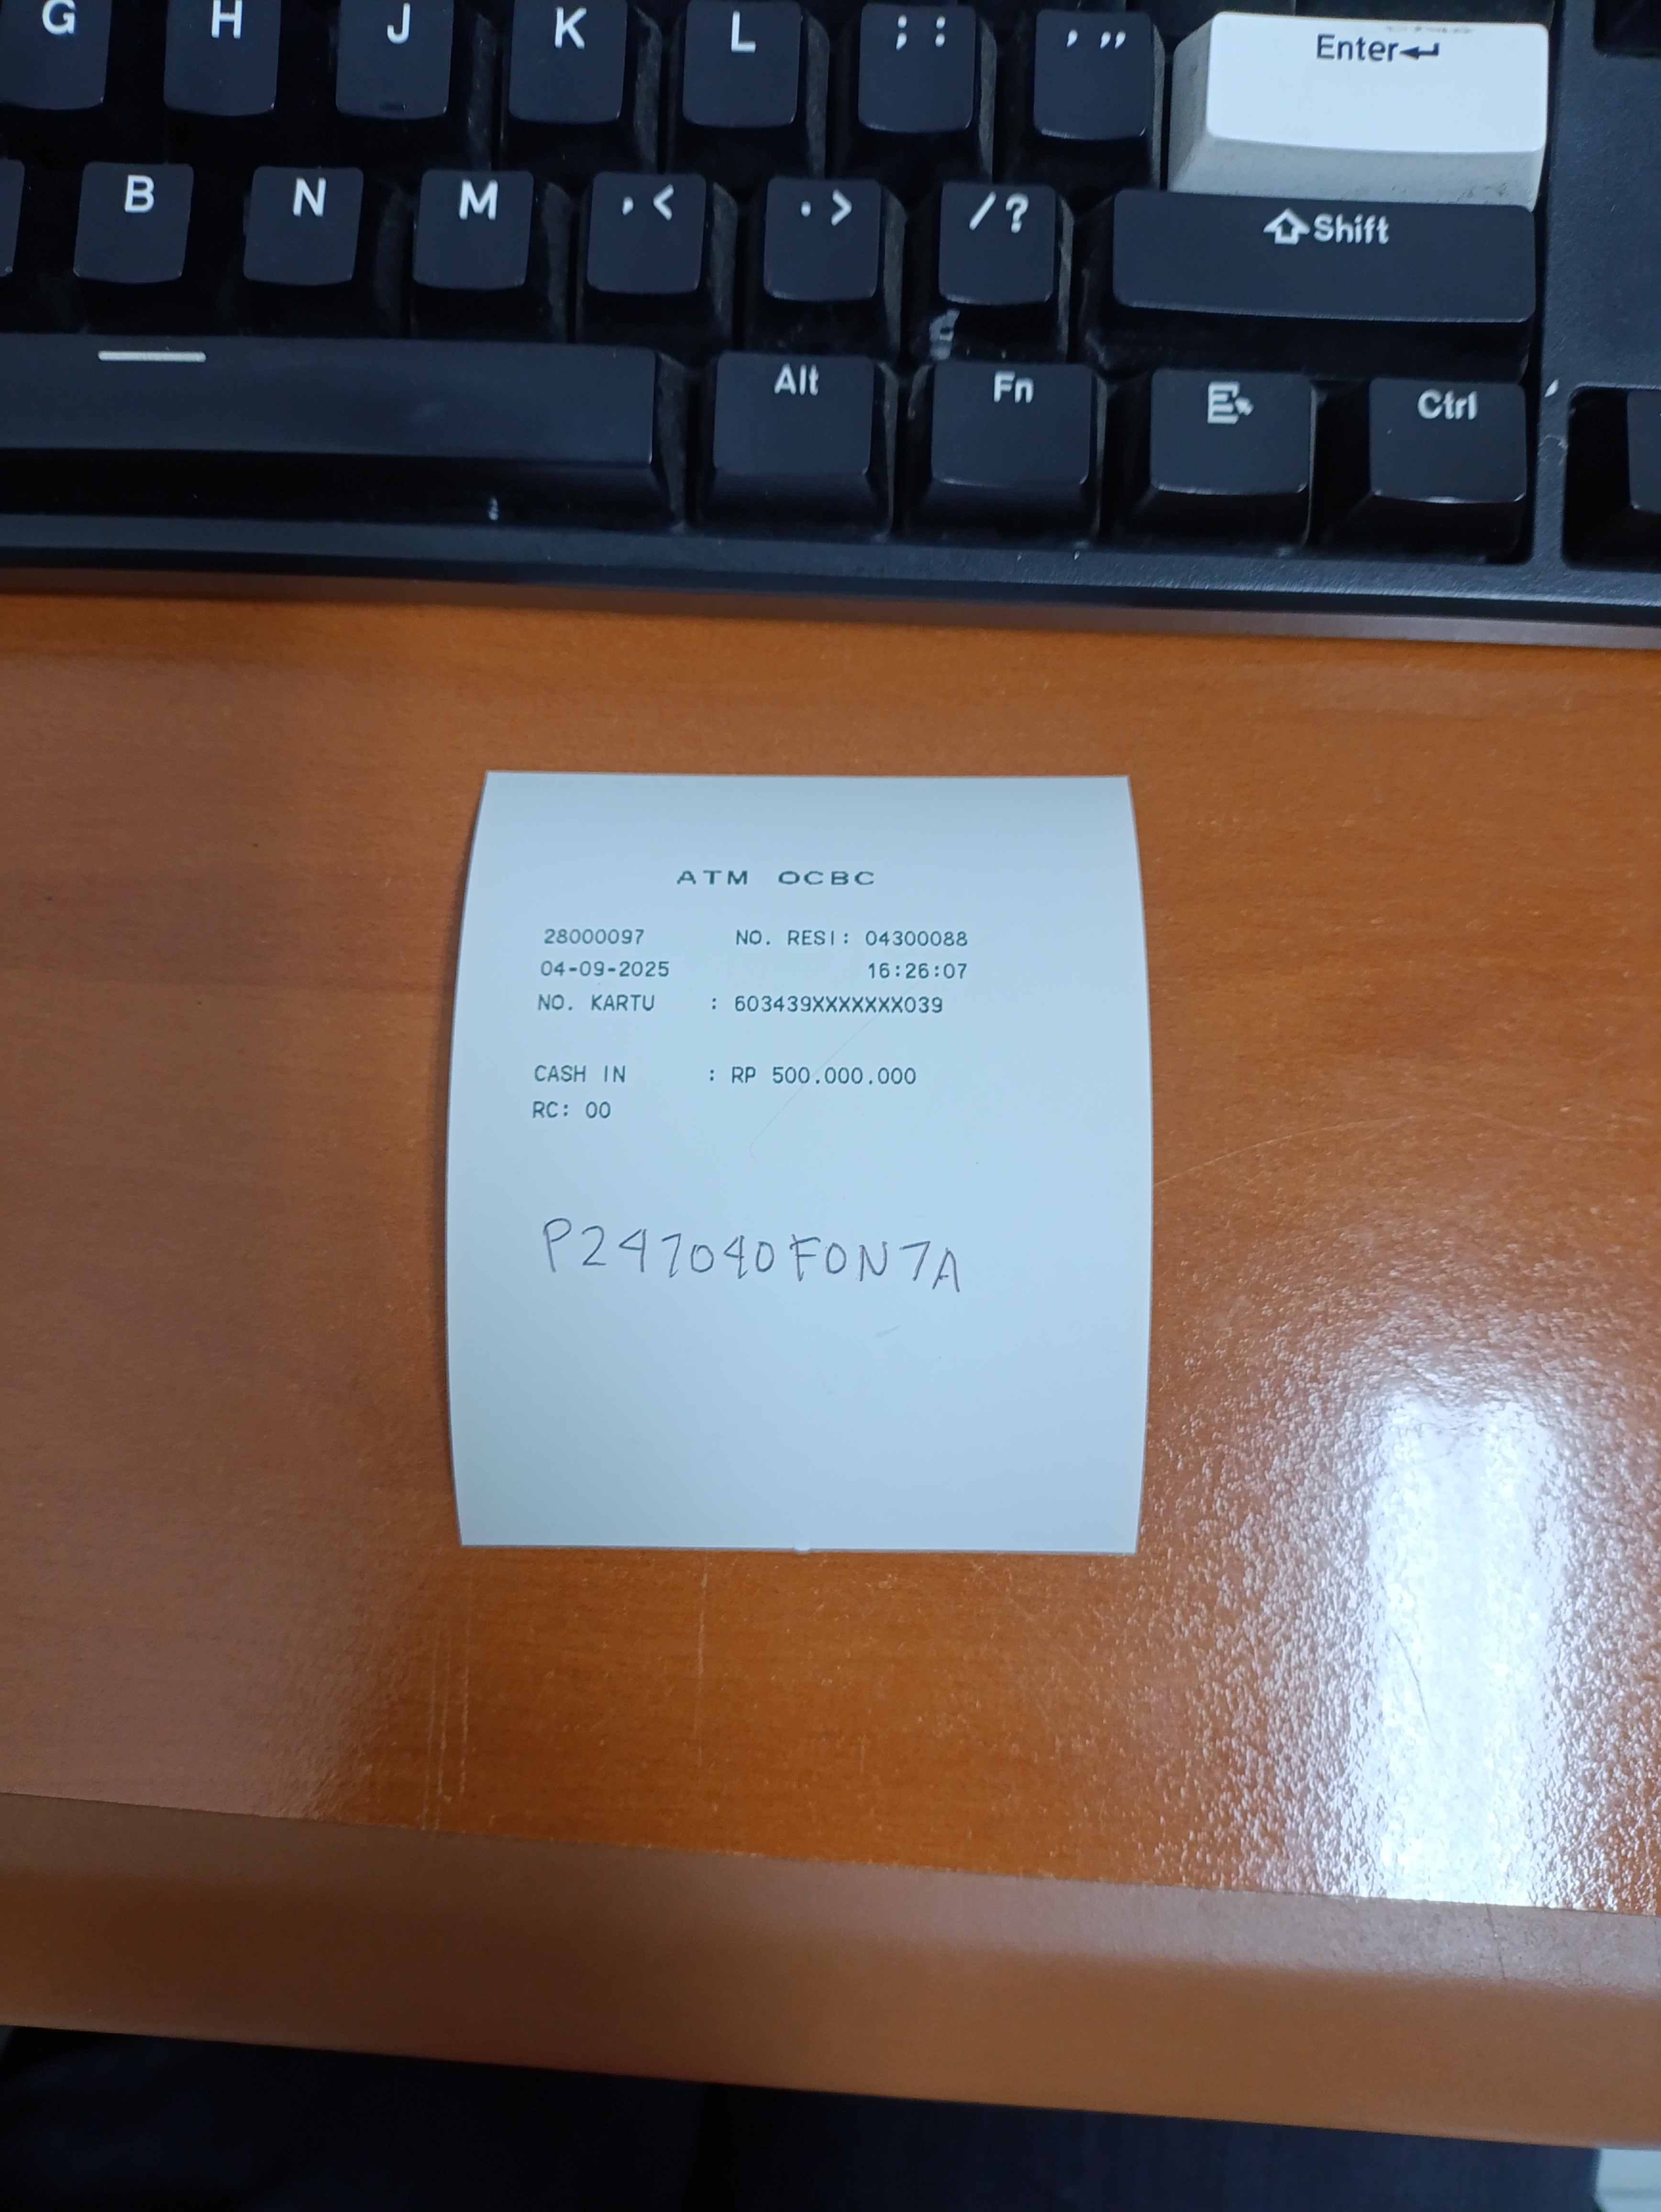 G H J K L ; : , ,,
Enter
B N M , < . > / ? Shift
Alt Fn Ctrl
ATM OCBC
28000097 NO. RESI: 04300088
04-09-2025 16:26:07
NO. KARTU : 603439XXXXXXX039
CASH IN : RP 500.000.000
RC: 00
P247040F0N7A